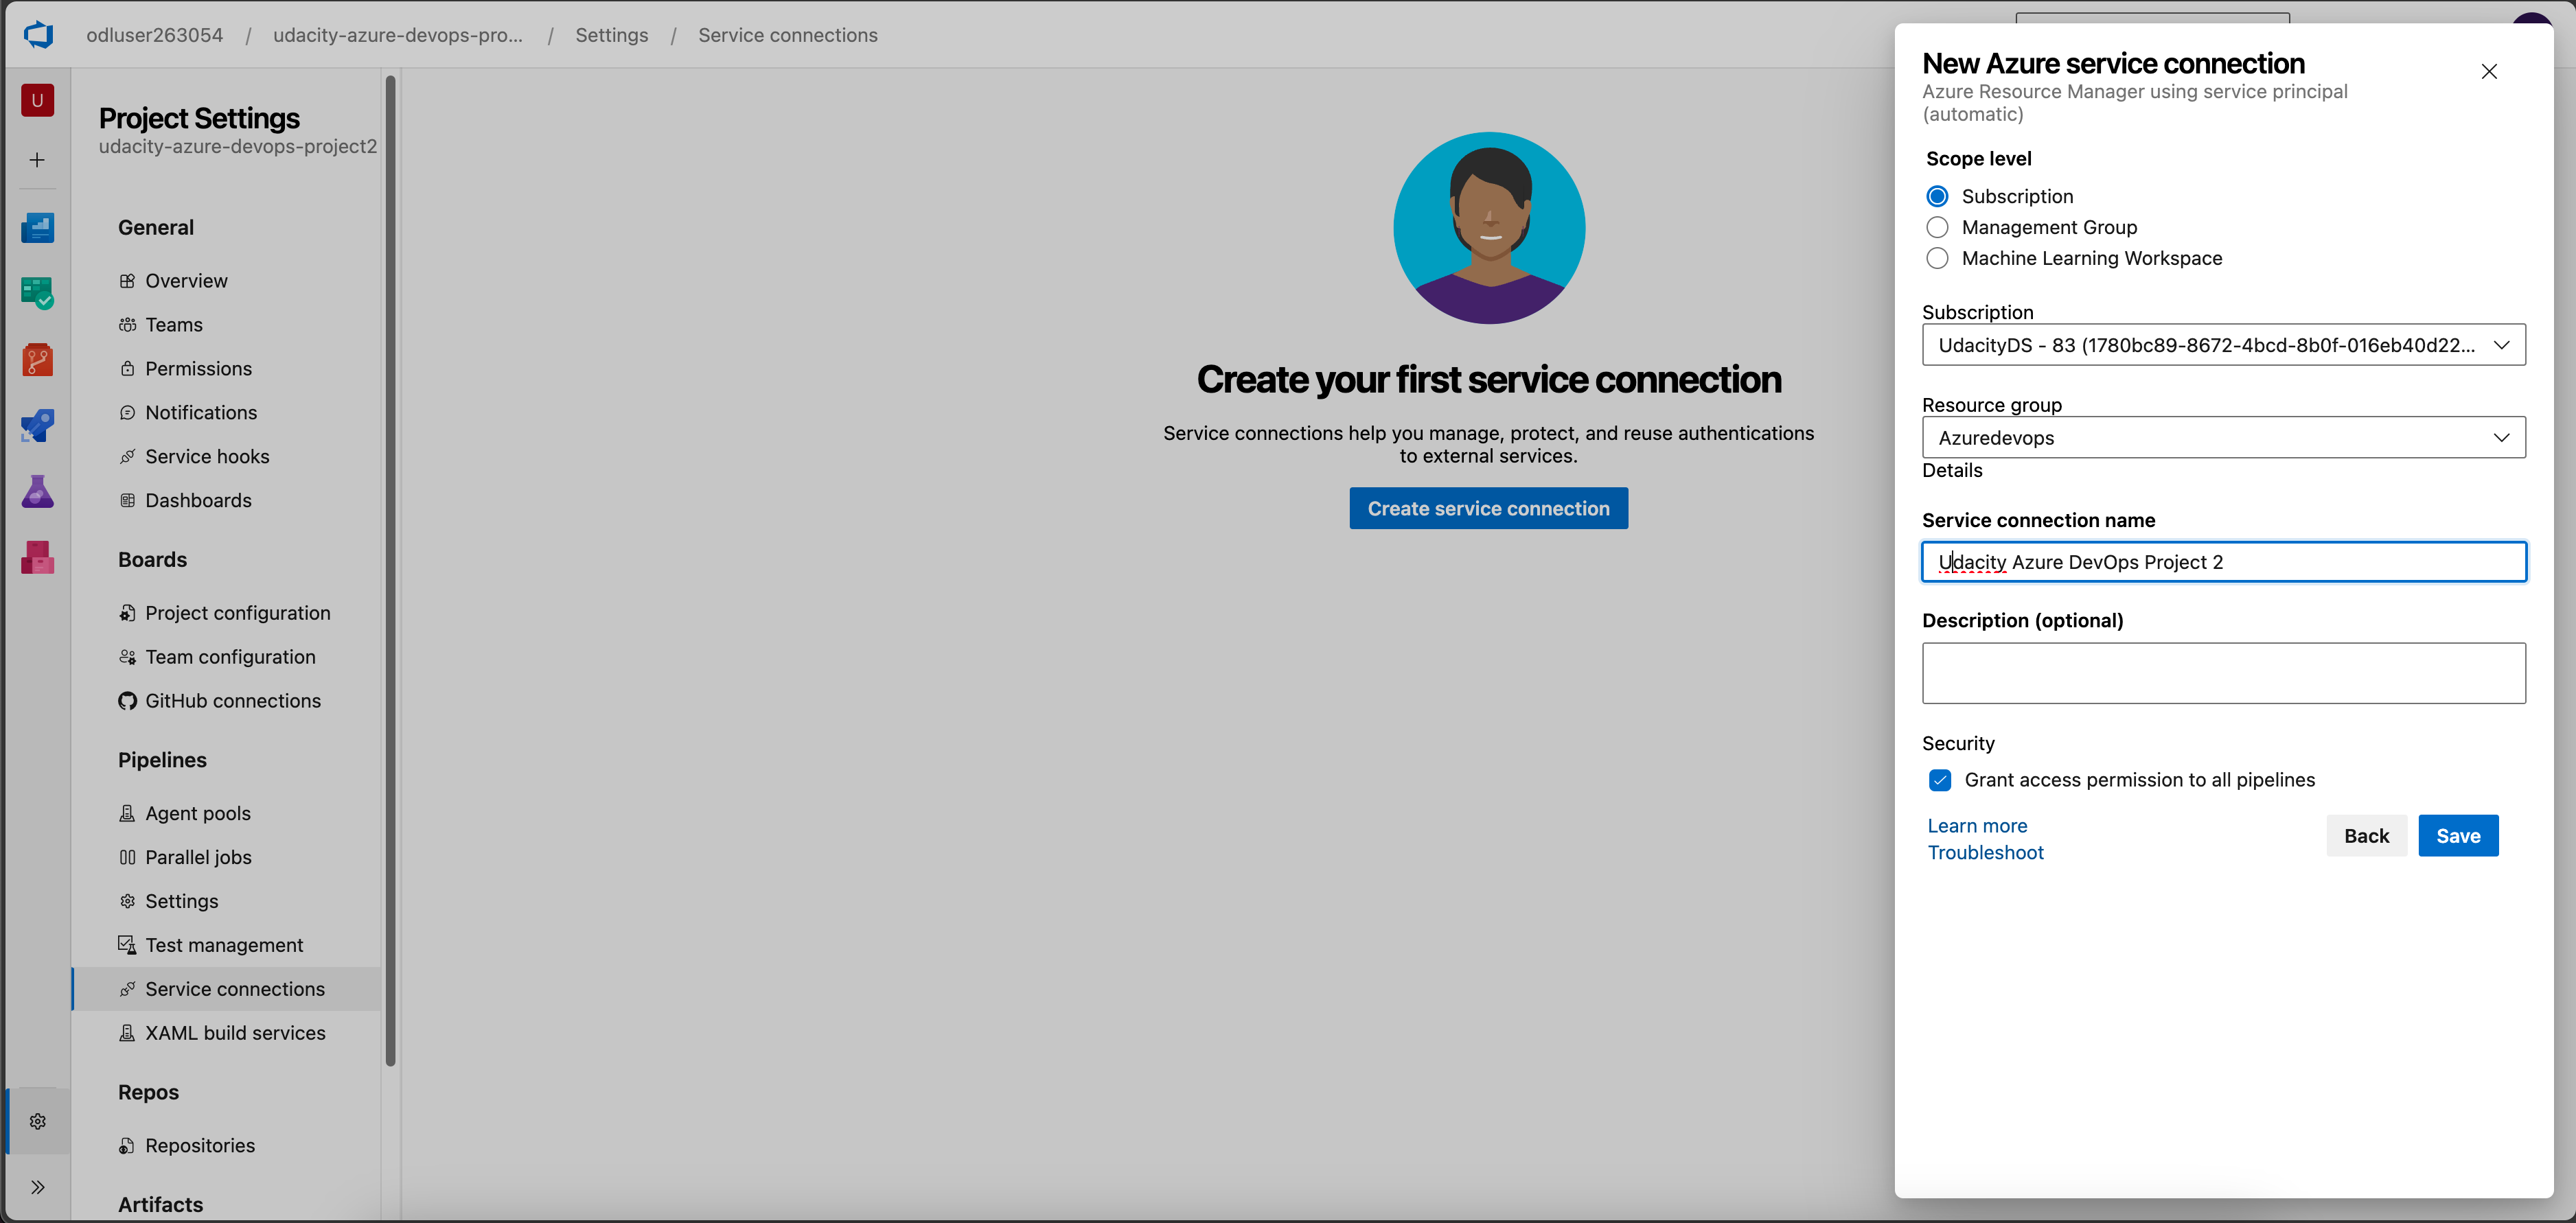 odluser263054 / udacity-azure-devops-pro... / Settings / Service connections
U
Project Settings
udacity-azure-devops-project2
General
Overview
Teams
Permissions
Notifications
Service hooks
Dashboards
Boards
Project configuration
Team configuration
GitHub connections
Pipelines
Agent pools
Parallel jobs
Settings
Test management
Service connections
XAML build services
Repos
Repositories
Artifacts
Create your first service connection
Service connections help you manage, protect, and reuse authentications
to external services.
Create service connection
New Azure service connection
Azure Resource Manager using service principal
(automatic)
Scope level
Subscription
Management Group
Machine Learning Workspace
Subscription
UdacityDS - 83 (1780bc89-8672-4bcd-8b0f-016eb40d22...
Resource group
Azuredevops
Details
Service connection name
Udacity Azure DevOps Project 2
Description (optional)
Security
Grant access permission to all pipelines
Learn more
Troubleshoot
Back
Save